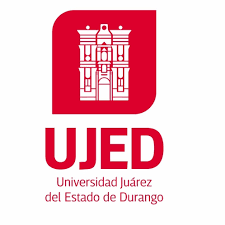 UJED
Universidad Juárez
del Estado de Durango